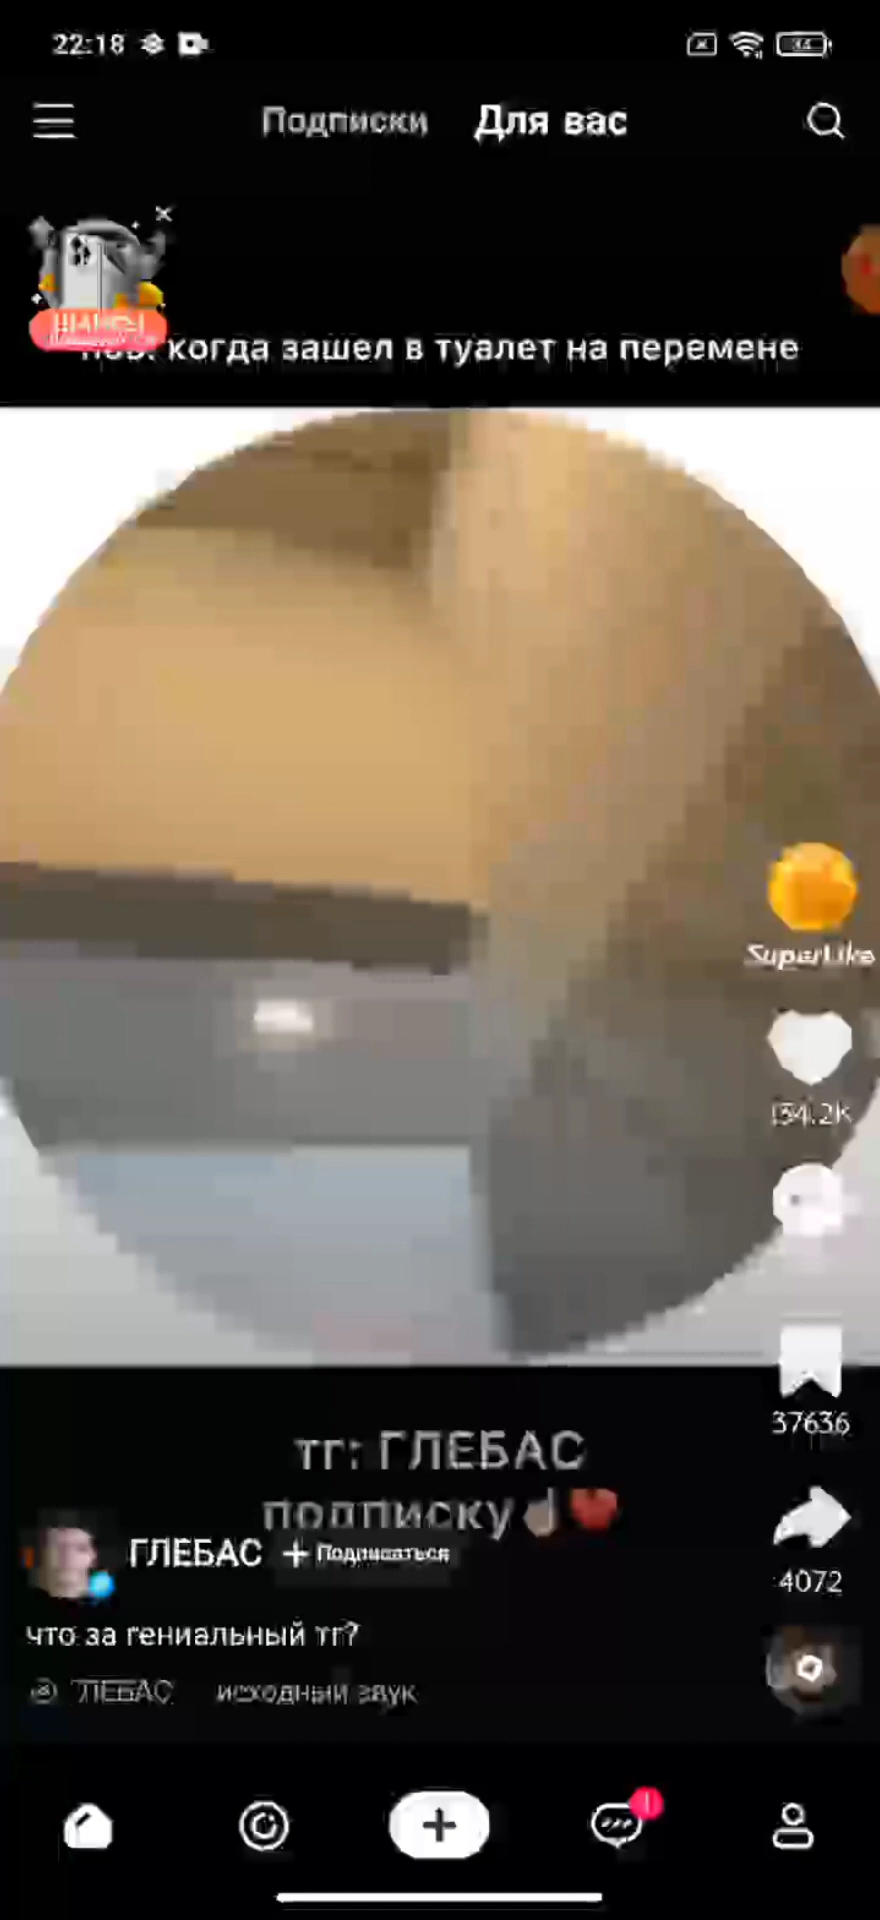 22:18
Подписки Для вас
когда зашел в туалет на перемене
SuperLike
134.2K
37636
тг: ГЛЕБАС
подписку
ГЛЕБАС + Подписаться
4072
что за гениальный тг?
ГЛЕБАС исходный звук